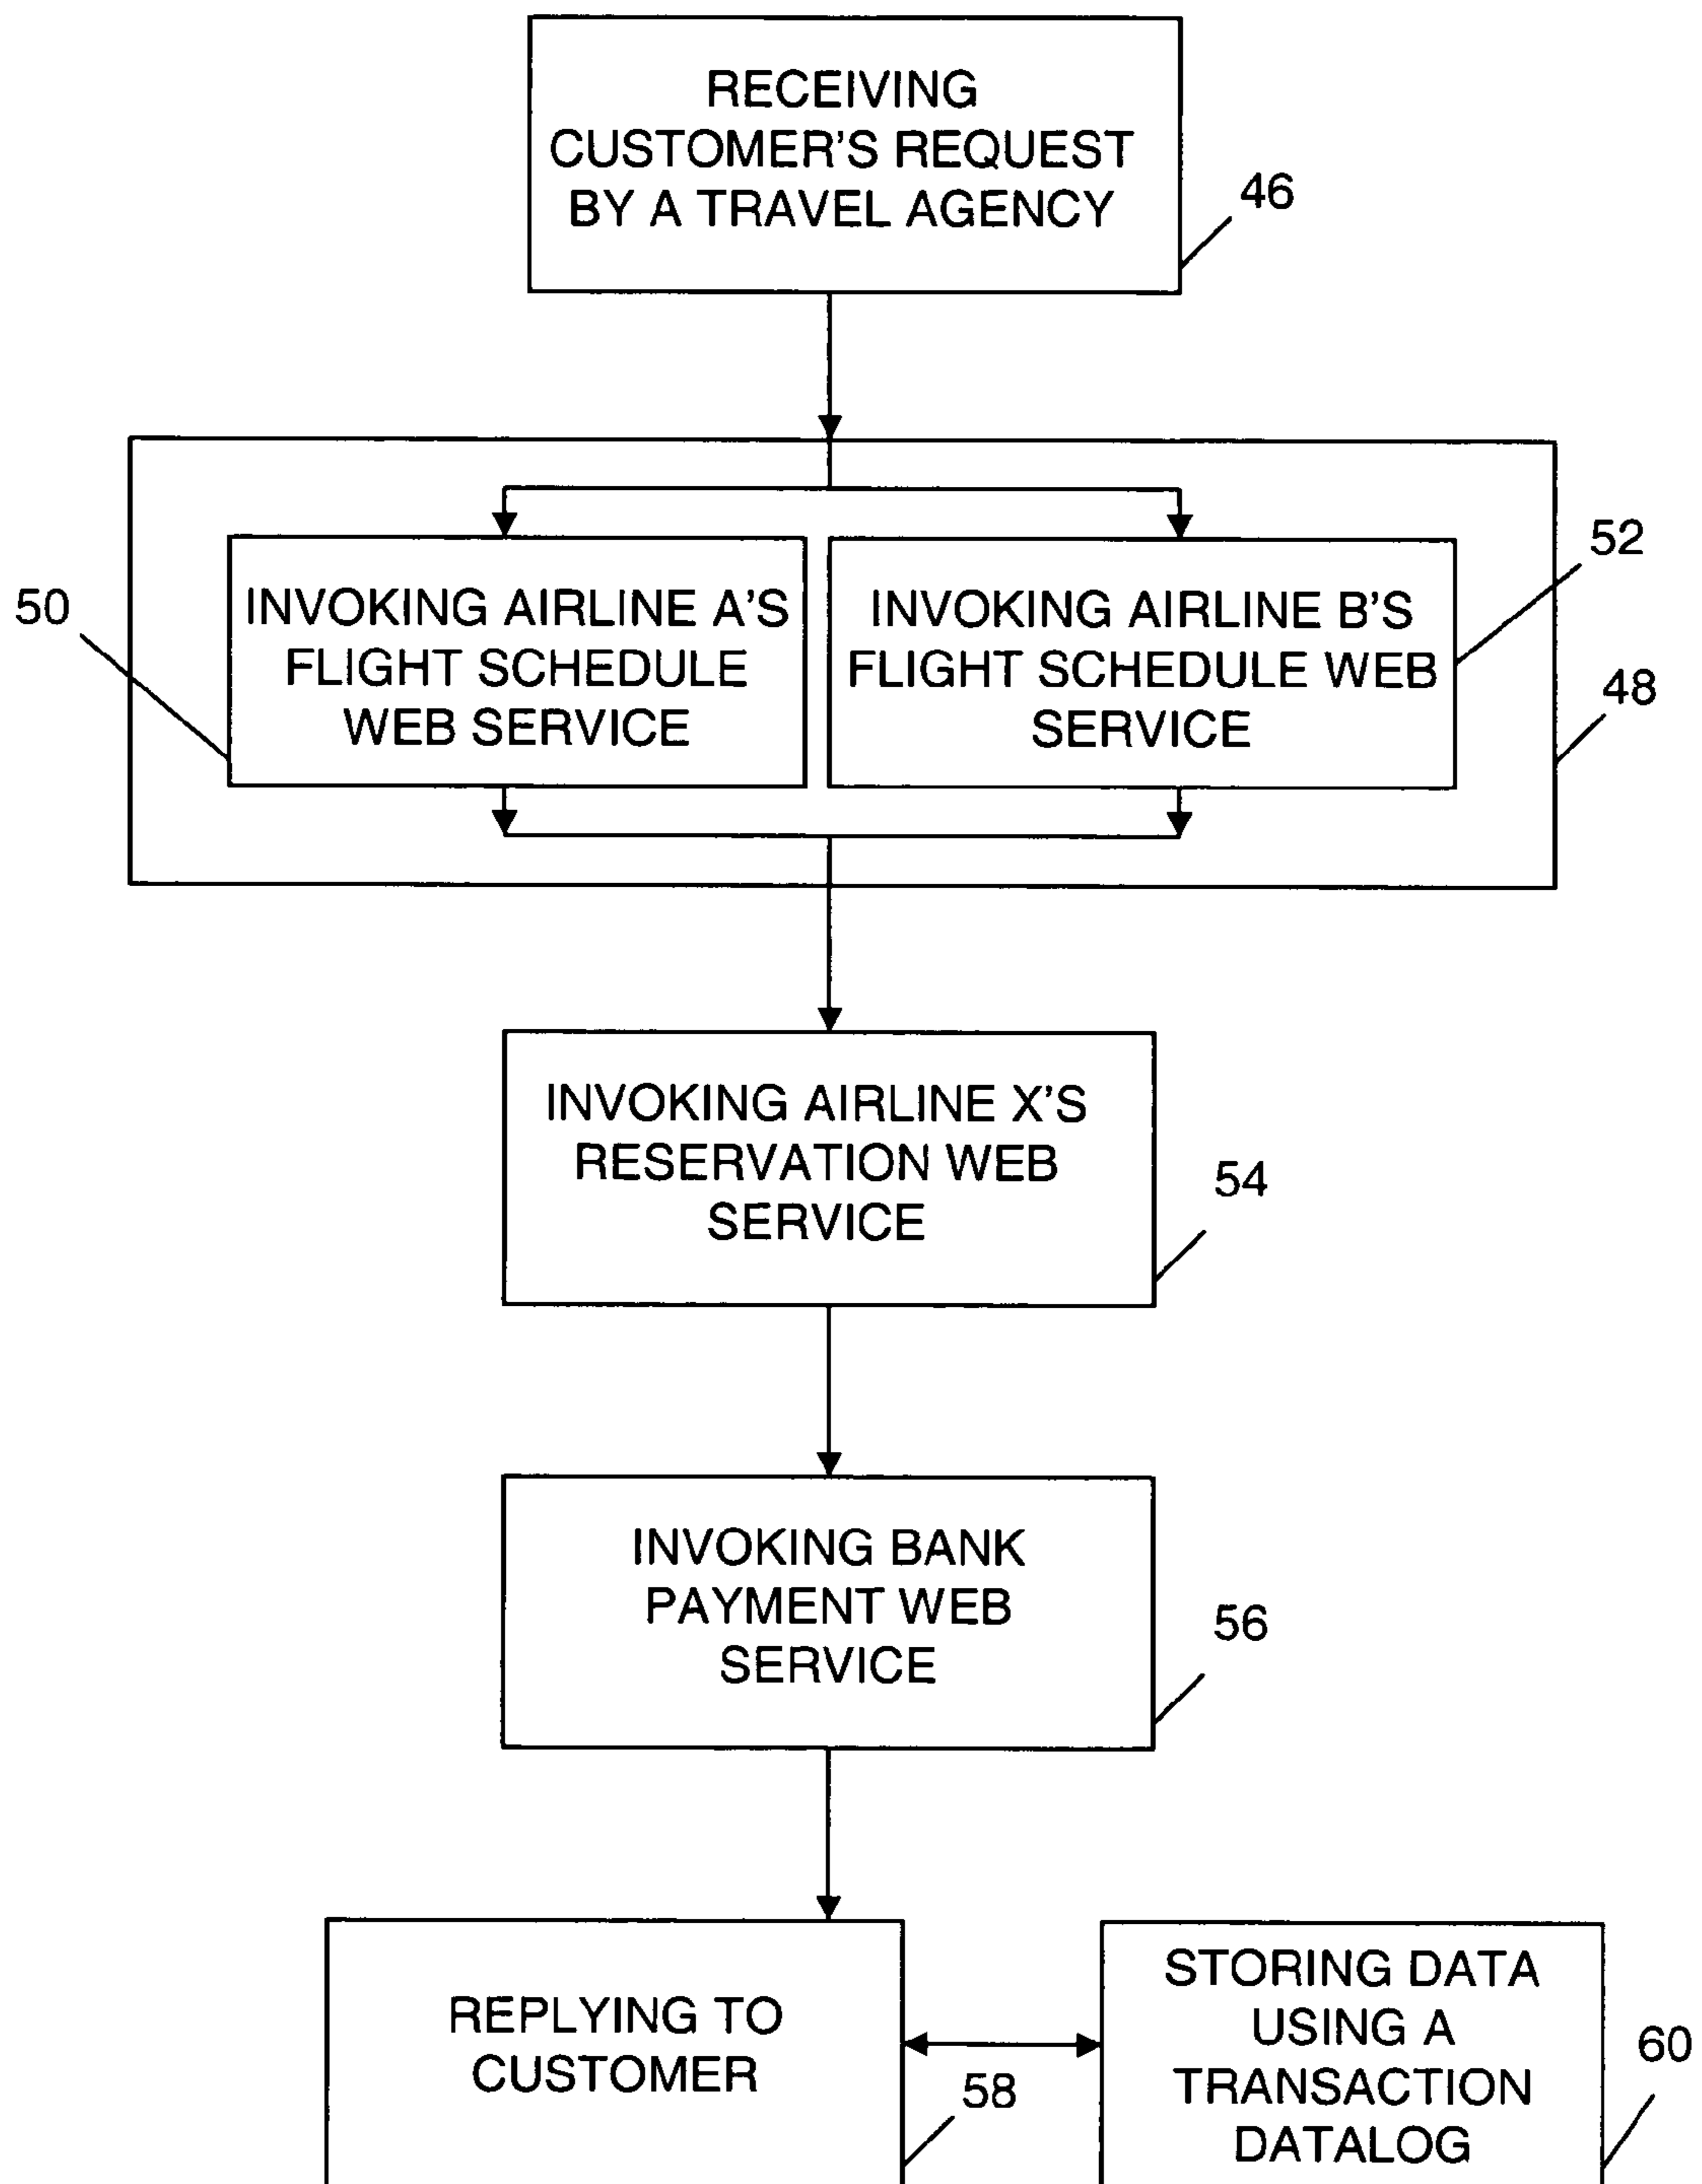 RECEIVING
CUSTOMER'S REQUEST
BY A TRAVEL AGENCY
46
52
50
INVOKING AIRLINE A'S
FLIGHT SCHEDULE
WEB SERVICE
INVOKING AIRLINE B'S
FLIGHT SCHEDULE WEB
SERVICE
48
INVOKING AIRLINE X'S
RESERVATION WEB
SERVICE
54
INVOKING BANK
PAYMENT WEB
SERVICE
56
REPLYING TO
CUSTOMER
58
STORING DATA
USING A
TRANSACTION
DATALOG
60